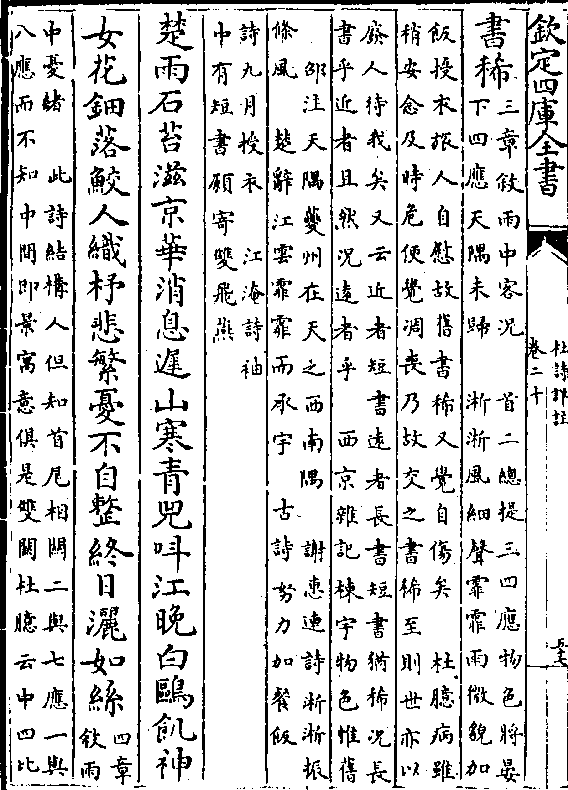 欽定四庫全書
杜詩詳註
卷二十
書稀
三章敘雨中客況 首二總提三四應物色將晏
下四應天隅未歸 淅淅風細聲霏霏雨微貌加
飯授衣旅人自慰故舊書稀又覺自傷矣 杜臆病雖
稍安念及時危便覺凋喪乃故交之書稀至則世亦以
廢人待我矣又云近者短書遠者長書短書猶稀況長
書乎近者且然況遠者乎 西京雜記棟宇物色惟舊
邵注天隅夔州在天之西南隅 謝惠連詩淅淅振
條風 楚辭江雲霏霏而承宇 古詩努力加餐飯
詩九月授衣 江淹詩袖
中有短書願寄雙飛燕
楚雨石苔滋京華消息遲山寒青兕呌江晚白鷗飢神
女花鈿落鮫人織杼悲繁憂不自整終日灑如絲
四章
敘雨
中憂緒 此詩結構人但知首尾相關二與七應一與
八應而不知中間即景寓意俱是雙關杜臆云中四比